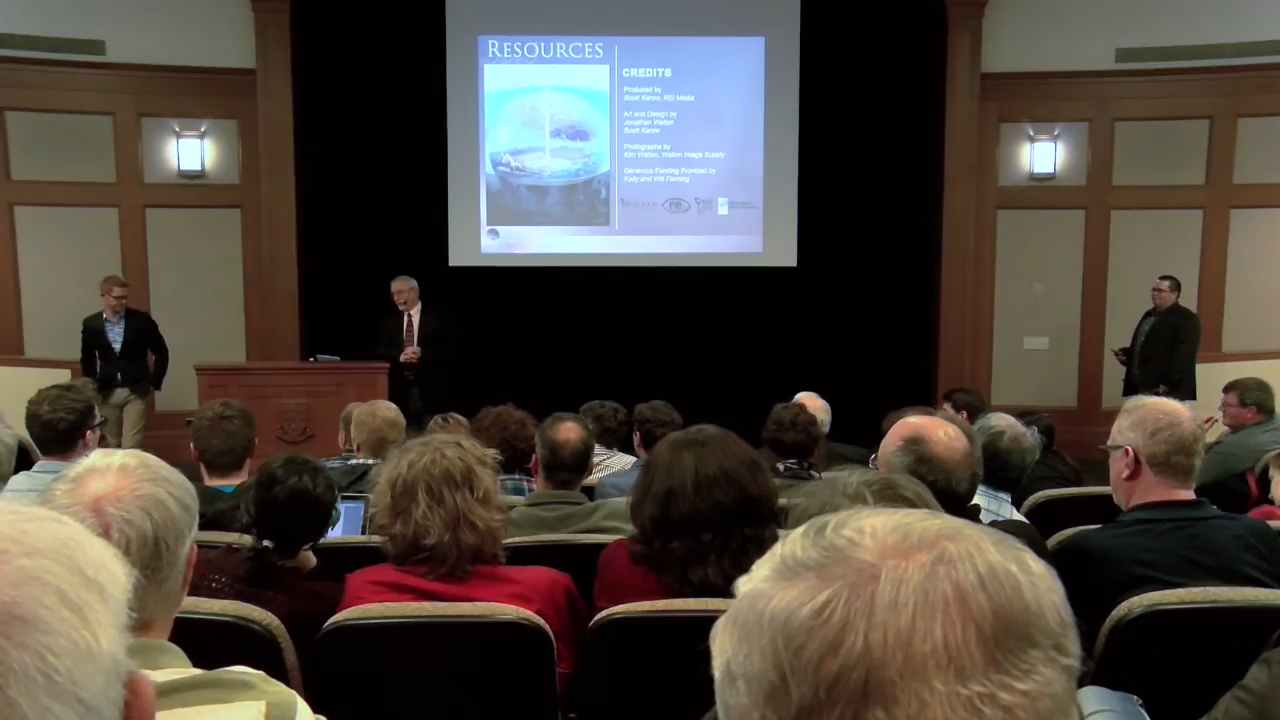 RESOURCES
CREDITS
Produced by
Scott Karow, REI Media
Art and Design by
Jonathan Walton
Scott Karow
Photographs by
Kim Walton, Walton Image Supply
Generous Funding Provided by
Kelly and Will Fleming
re